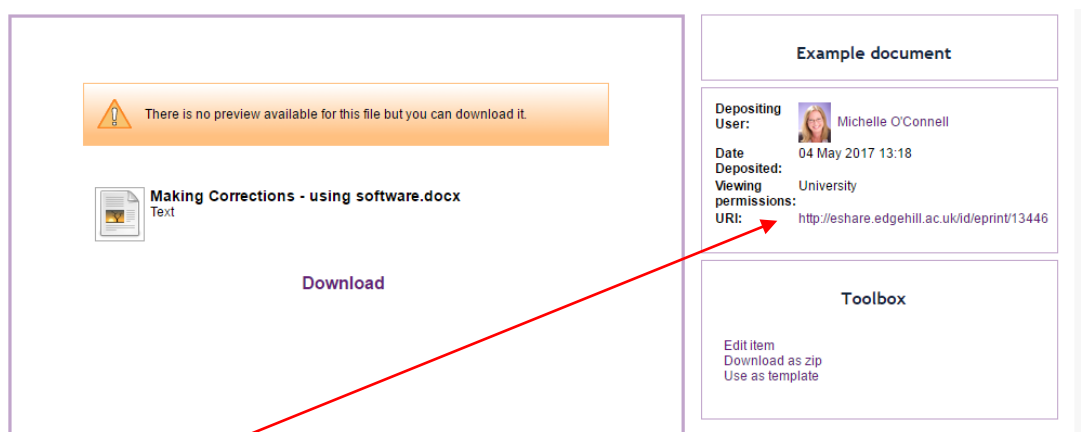 There is no preview available for this file but you can download it.
Making Corrections - using software.docx
Text
Download
Example document
Depositing
User:
Michelle O'Connell
Date
Deposited:
04 May 2017 13:18
Viewing
permissions:
University
URI:
http://eshare.edgehill.ac.uk/id/eprint/13446
Toolbox
Edit item
Download as zip
Use as template